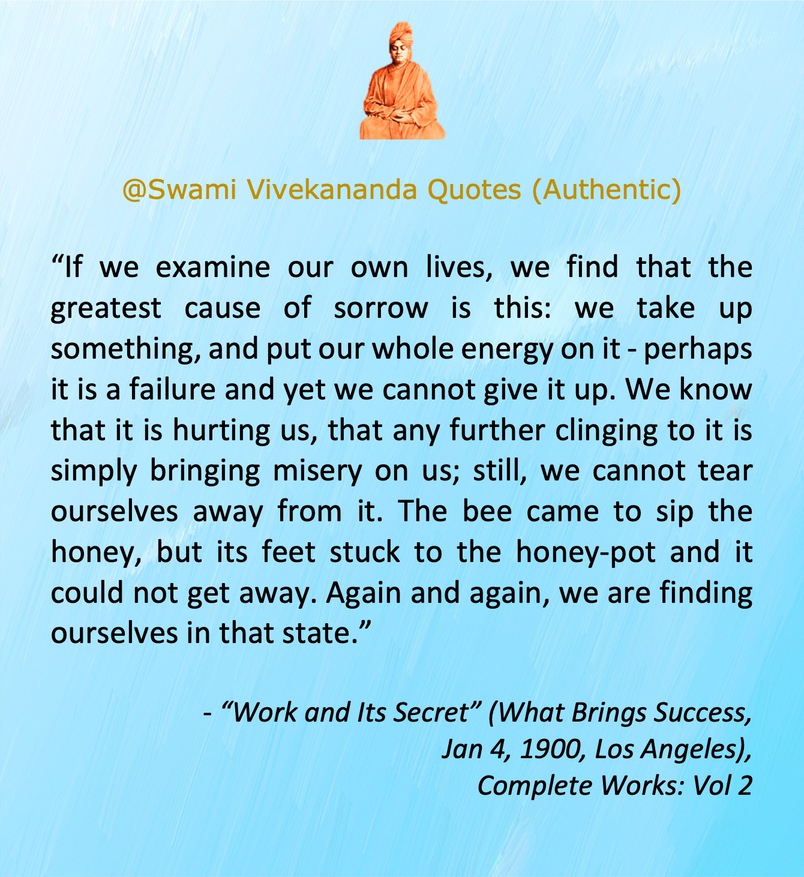 @Swami Vivekananda Quotes (Authentic)
“If we examine our own lives, we find that the
greatest cause of sorrow is this: we take up
something, and put our whole energy on it - perhaps
it is a failure and yet we cannot give it up. We know
that it is hurting us, that any further clinging to it is
simply bringing misery on us; still, we cannot tear
ourselves away from it. The bee came to sip the
honey, but its feet stuck to the honey-pot and it
could not get away. Again and again, we are finding
ourselves in that state.”
- “Work and Its Secret” (What Brings Success,
Jan 4, 1900, Los Angeles),
Complete Works: Vol 2